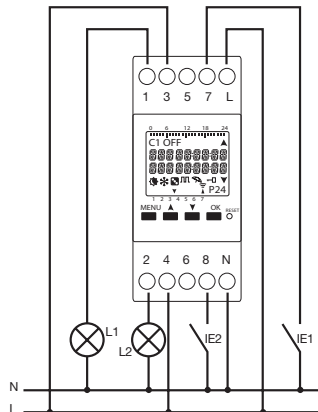 1 3 5 7 L
0 6 12 18 24
C1 OFF
P24
1 2 3 4 5 6 7
MENU OK RESET
2 4 6 8 N
L1
L2
IE2
IE1
N
L